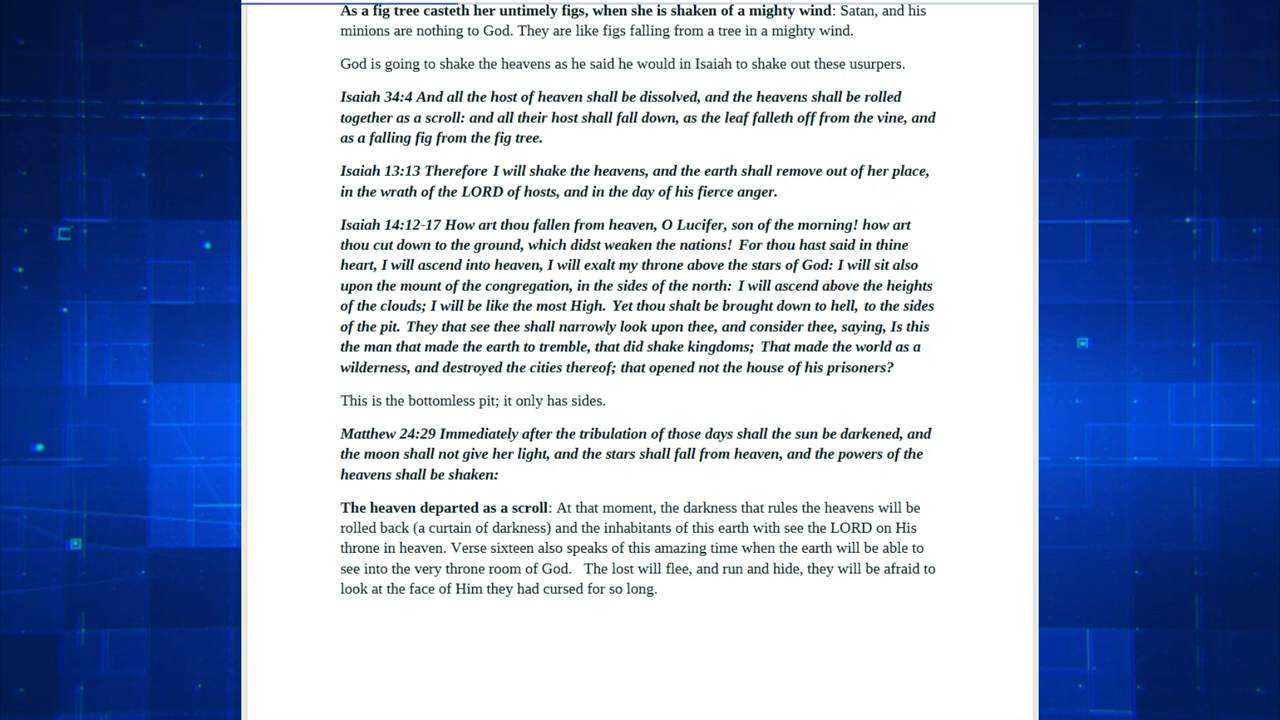 As a fig tree casteth her untimely figs, when she is shaken of a mighty wind: Satan, and his
minions are nothing to God. They are like figs falling from a tree in a mighty wind.
God is going to shake the heavens as he said he would in Isaiah to shake out these usurpers.
Isaiah 34:4 And all the host of heaven shall be dissolved, and the heavens shall be rolled
together as a scroll: and all their host shall fall down, as the leaf falleth off from the vine, and
as a falling fig from the fig tree.
Isaiah 13:13 Therefore I will shake the heavens, and the earth shall remove out of her place,
in the wrath of the LORD of hosts, and in the day of his fierce anger.
Isaiah 14:12-17 How art thou fallen from heaven, O Lucifer, son of the morning! how art
thou cut down to the ground, which didst weaken the nations! For thou hast said in thine
heart, I will ascend into heaven, I will exalt my throne above the stars of God: I will sit also
upon the mount of the congregation, in the sides of the north: I will ascend above the heights
of the clouds; I will be like the most High. Yet thou shalt be brought down to hell, to the sides
of the pit. They that see thee shall narrowly look upon thee, and consider thee, saying, Is this
the man that made the earth to tremble, that did shake kingdoms; That made the world as a
wilderness, and destroyed the cities thereof; that opened not the house of his prisoners?
This is the bottomless pit; it only has sides.
Matthew 24:29 Immediately after the tribulation of those days shall the sun be darkened, and
the moon shall not give her light, and the stars shall fall from heaven, and the powers of the
heavens shall be shaken:
The heaven departed as a scroll: At that moment, the darkness that rules the heavens will be
rolled back (a curtain of darkness) and the inhabitants of this earth with see the LORD on His
throne in heaven. Verse sixteen also speaks of this amazing time when the earth will be able to
see into the very throne room of God. The lost will flee, and run and hide, they will be afraid to
look at the face of Him they had cursed for so long.